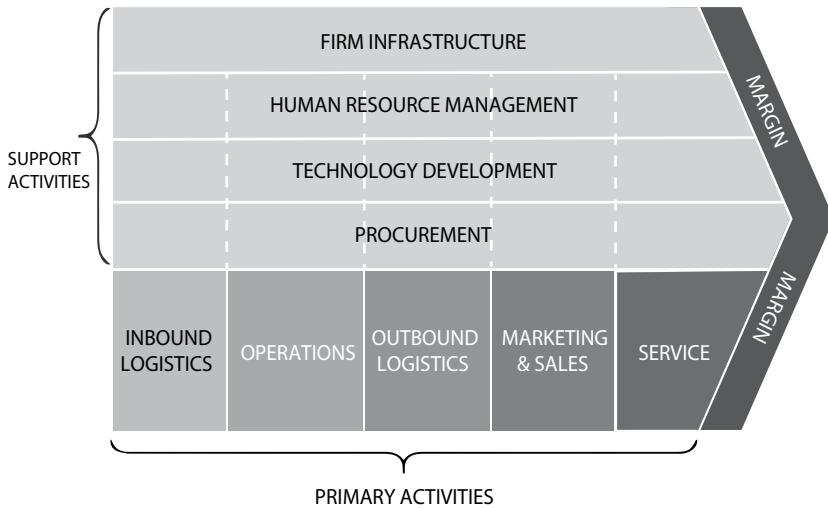 FIRM INFRASTRUCTURE
MARGIN
HUMAN RESOURCE MANAGEMENT
SUPPORT
ACTIVITIES
TECHNOLOGY DEVELOPMENT
PROCUREMENT
INBOUND
LOGISTICS
OPERATIONS
OUTBOUND
LOGISTICS
MARKETING
& SALES
SERVICE
MARGIN
PRIMARY ACTIVITIES